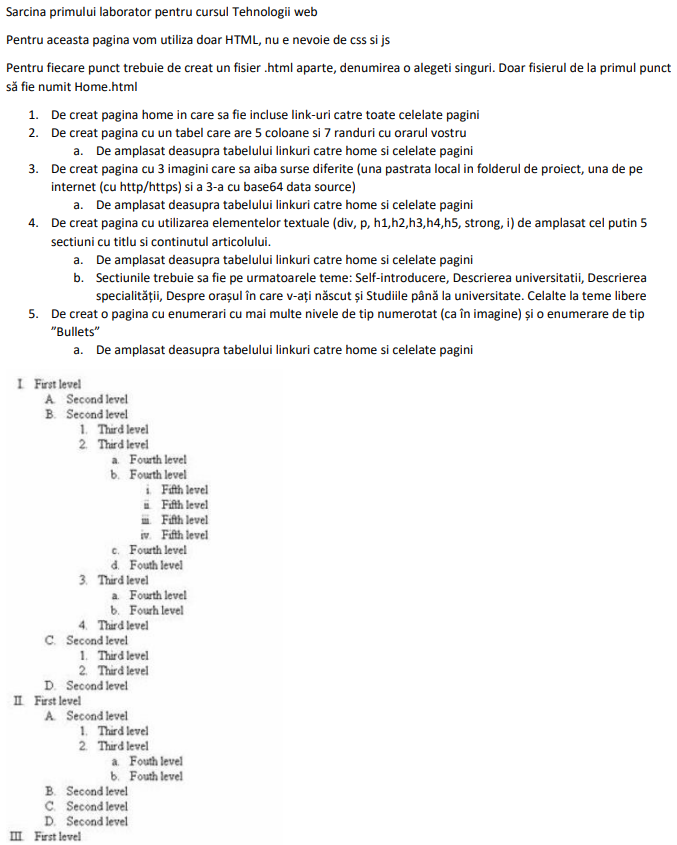 Sarcina primului laborator pentru cursul Tehnologii web
Pentru aceasta pagina vom utiliza doar HTML, nu e nevoie de css si js
Pentru fiecare punct trebuie de creat un fisier .html aparte, denumirea o alegeti singuri. Doar fisierul de la primul punct
să fie numit Home.html
1. De creat pagina home in care sa fie incluse link-uri catre toate celelate pagini
2. De creat pagina cu un tabel care are 5 coloane si 7 randuri cu orarul vostru
a. De amplasat deasupra tabelului linkuri catre home si celelate pagini
3. De creat pagina cu 3 imagini care sa aiba surse diferite (una pastrata local in folderul de proiect, una de pe
internet (cu http/https) si a 3-a cu base64 data source)
a. De amplasat deasupra tabelului linkuri catre home si celelate pagini
4. De creat pagina cu utilizarea elementelor textuale (div, p, h1,h2,h3,h4,h5, strong, i) de amplasat cel putin 5
sectiuni cu titlu si continutul articolului.
a. De amplasat deasupra tabelului linkuri catre home si celelate pagini
b. Sectiunile trebuie sa fie pe urmatoarele teme: Self-introducere, Descrierea universitatii, Descrierea
specialității, Despre orașul în care v-ați născut și Studiile până la universitate. Celalte la teme libere
5. De creat o pagina cu enumerari cu mai multe nivele de tip numerotat (ca în imagine) și o enumerare de tip
”Bullets”
a. De amplasat deasupra tabelului linkuri catre home si celelate pagini
I. First level
A. Second level
B. Second level
1. Third level
2. Third level
a. Fourth level
b. Fourth level
i. Fifth level
ii. Fifth level
iii. Fifth level
iv. Fifth level
c. Fourth level
d. Fouth level
3. Third level
a. Fourth level
b. Fourh level
4. Third level
C. Second level
1. Third level
2. Third level
D. Second level
II. First level
A. Second level
1. Third level
2. Third level
a. Fouth level
b. Fouth level
B. Second level
C. Second level
D. Second level
III. First level